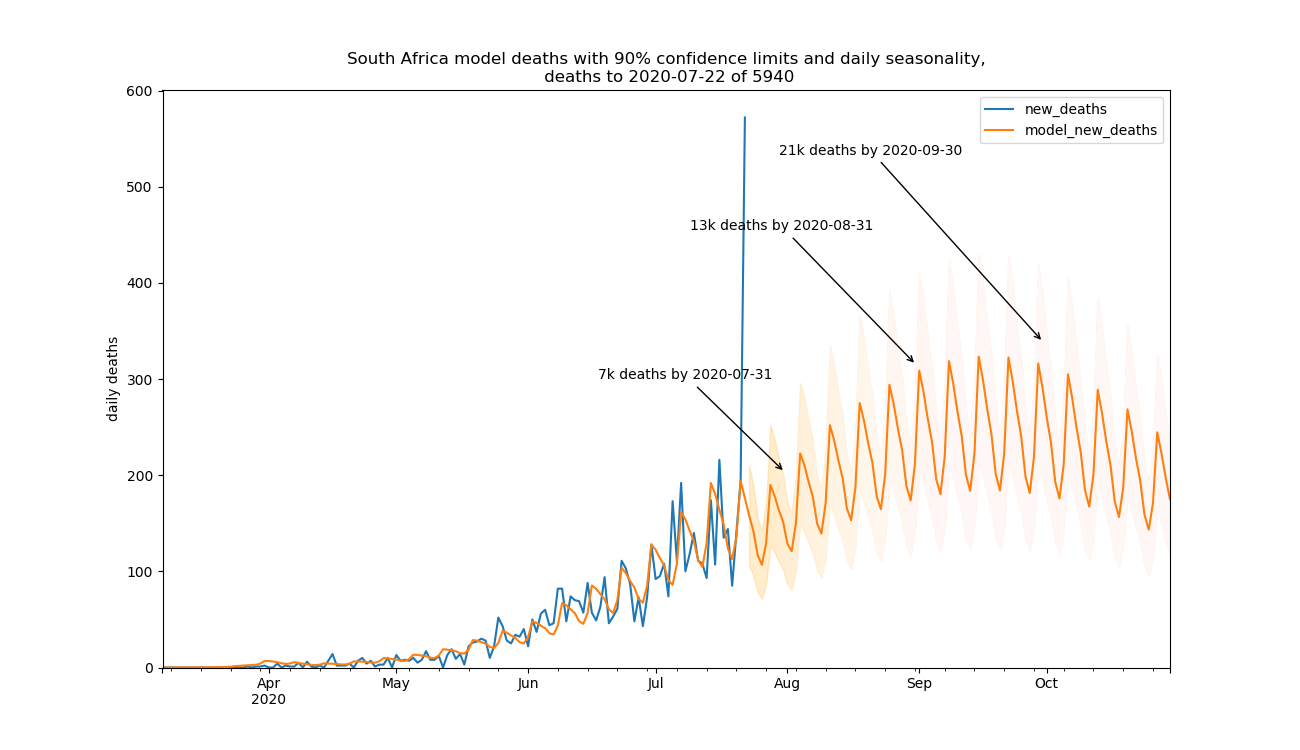 South Africa model deaths with 90% confidence limits and daily seasonality,
deaths to 2020-07-22 of 5940
600
new_deaths
model_new_deaths
21k deaths by 2020-09-30
500
13k deaths by 2020-08-31
400
daily deaths
7k deaths by 2020-07-31
300
200
100
0
Apr May Jun Jul Aug Sep Oct
2020